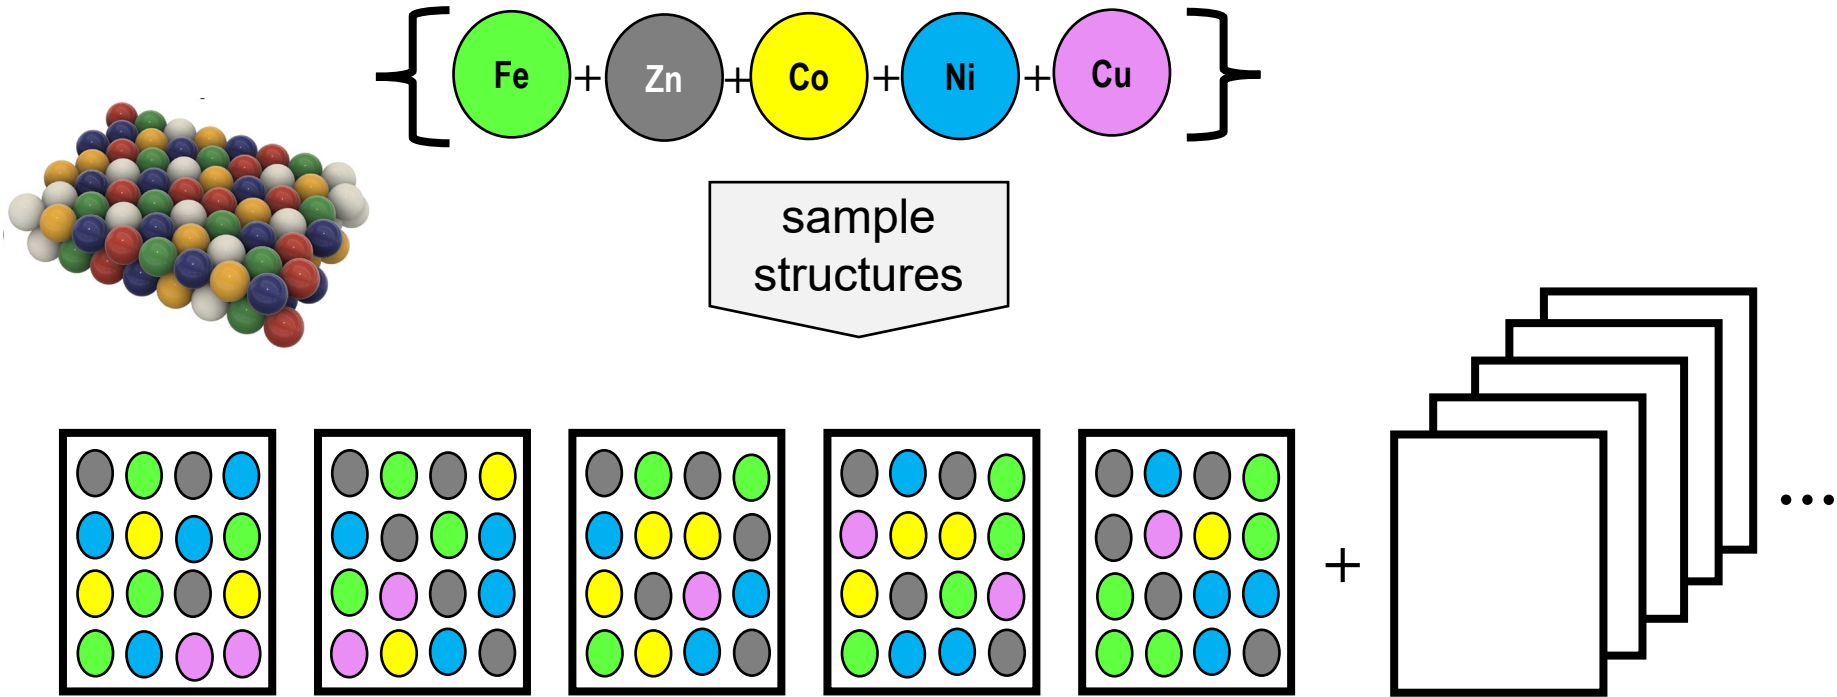 { Fe + Zn + Co + Ni + Cu }
sample
structures
+ ...